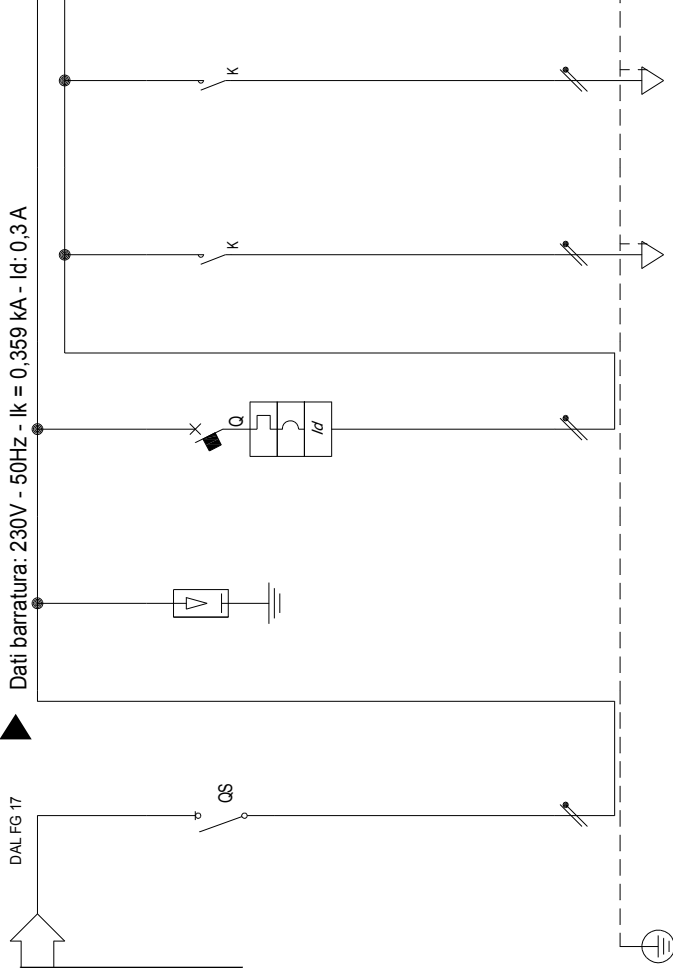 Dati barratura: 230V - 50Hz - Ik = 0,359 kA - Id: 0,3 A
DAL FG 17
QS
Q
Id
K
K